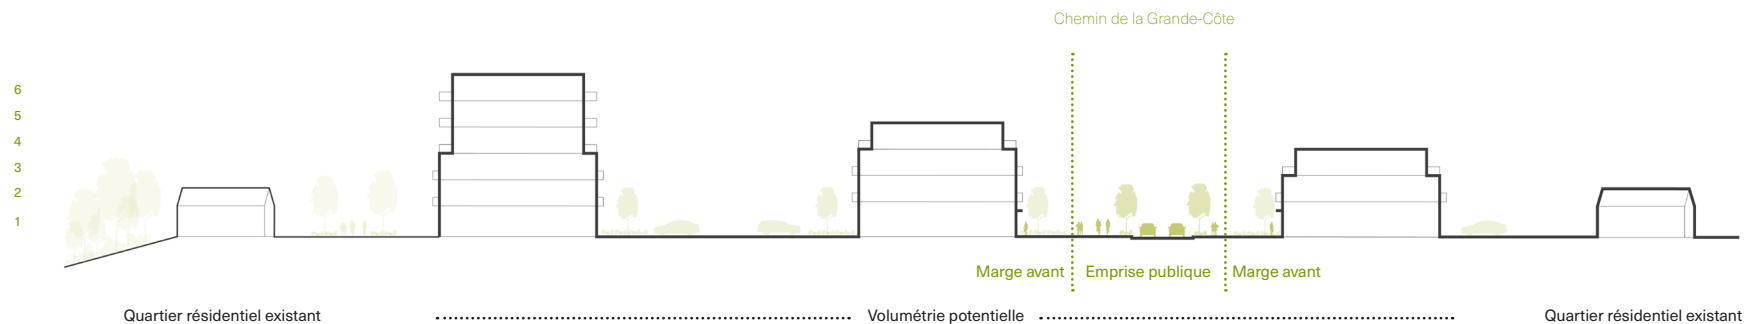 Chemin de la Grande-Côte
6
5
4
3
2
1
Marge avant
Emprise publique
Marge avant
Quartier résidentiel existant
Volumétrie potentielle
Quartier résidentiel existant